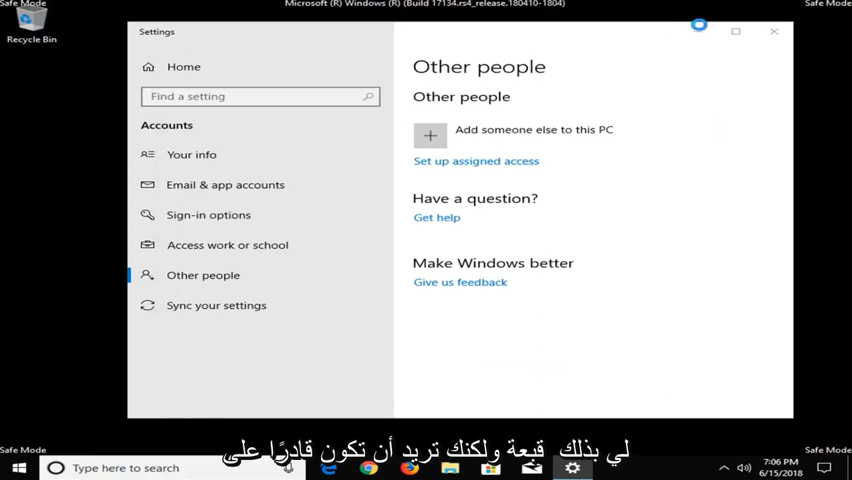 Safe Mode
Microsoft (R) Windows (R) (Build 17134.rs4_release.180410-1804)
Safe Mode
Recycle Bin
Settings
Home
Find a setting
Accounts
Your info
Email & app accounts
Sign-in options
Access work or school
Other people
Sync your settings
Other people
Other people
Add someone else to this PC
Set up assigned access
Have a question?
Get help
Make Windows better
Give us feedback
لي بذلك قبعة ولكنك تريد أن تكون قادرًا على
Safe Mode
Safe Mode
Type here to search
7:06 PM
6/15/2018